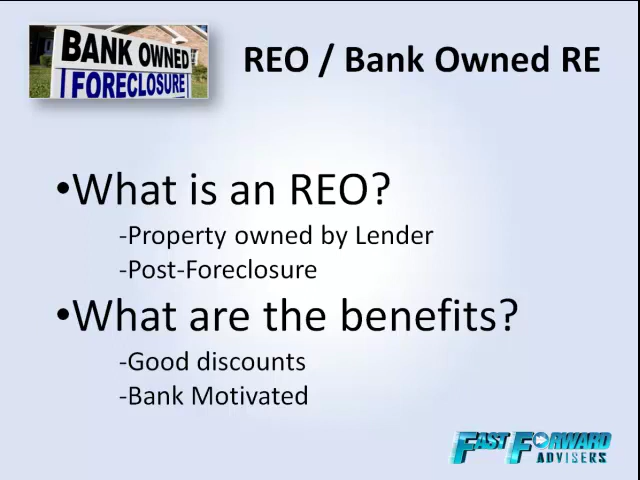 BANK OWNED
FORECLOSURE
REO / Bank Owned RE
•What is an REO?
-Property owned by Lender
-Post-Foreclosure
•What are the benefits?
-Good discounts
-Bank Motivated
FAST FORWARD
ADVISERS